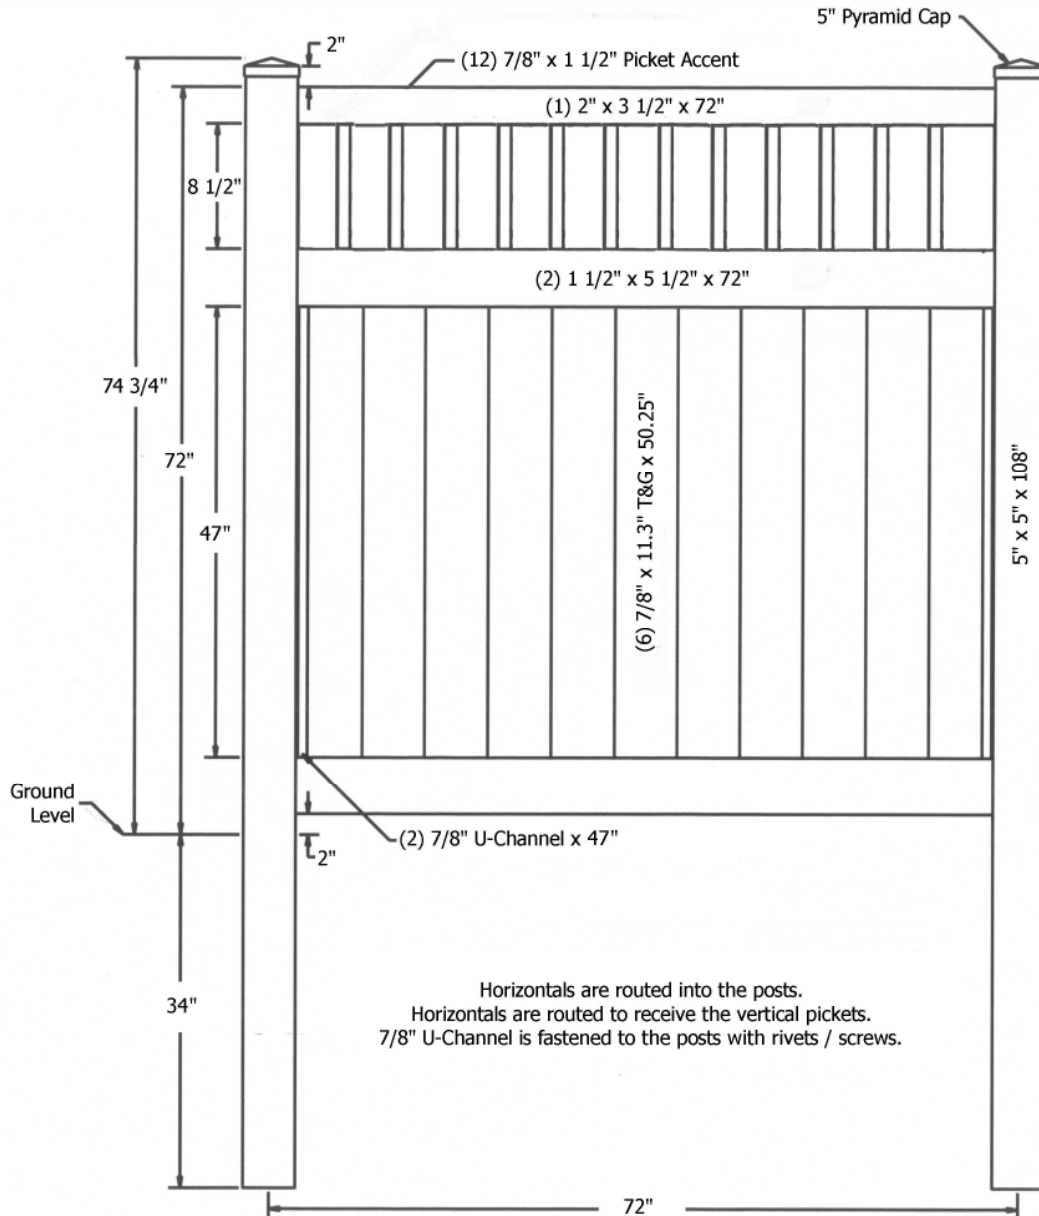 5" Pyramid Cap
2"
(12) 7/8" x 1 1/2" Picket Accent
(1) 2" x 3 1/2" x 72"
8 1/2"
(2) 1 1/2" x 5 1/2" x 72"
74 3/4"
72"
47"
(6) 7/8" x 11.3" T&G x 50.25"
5" x 5" x 108"
Ground
Level
(2) 7/8" U-Channel x 47"
2"
34"
Horizontals are routed into the posts.
Horizontals are routed to receive the vertical pickets.
7/8" U-Channel is fastened to the posts with rivets / screws.
72"